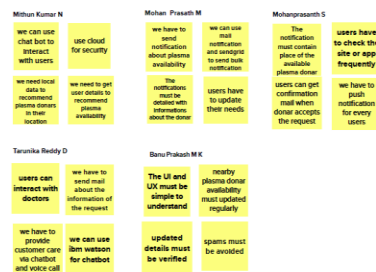 Mithun Kumar N
we can use
chat bot to
interact
with users
use cloud
for security
we need local
data to
recommend
plasma donars
in their
location
we need to get
user details to
recommend
plasma
availability
Mohan Prasath M
we have to
send
notification
about plasma
availability
we can use
mail
notification
and sendgrid
to send bulk
notification
The
notifications
must be
detailed with
informations
about the donar
users have
to update
their needs
Mohanprasanth S
The
notification
must contain
place of the
available
plasma donar
users have
to check the
site or app
frequently
users can get
confirmation
mail when
donar accepts
the request
we have to
push
notification
for every
users
Tarunika Reddy D
users can
interact with
doctors
we have to
send mail
about the
information of
the request
we have to
provide
customer care
via chatbot
and voice call
we can use
ibm watson
for chatbot
Banu Prakash M K
The UI and
UX must be
simple to
understand
nearby
plasma donar
availability
must updated
regularly
updated
details must
be verified
spams must
be avoided